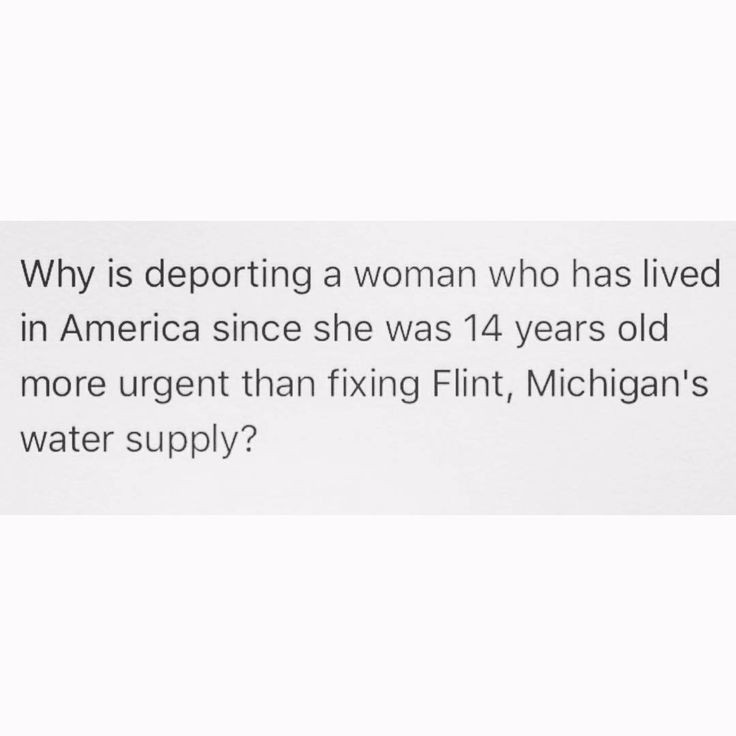 Why is deporting a woman who has lived
in America since she was 14 years old
more urgent than fixing Flint, Michigan's
water supply?